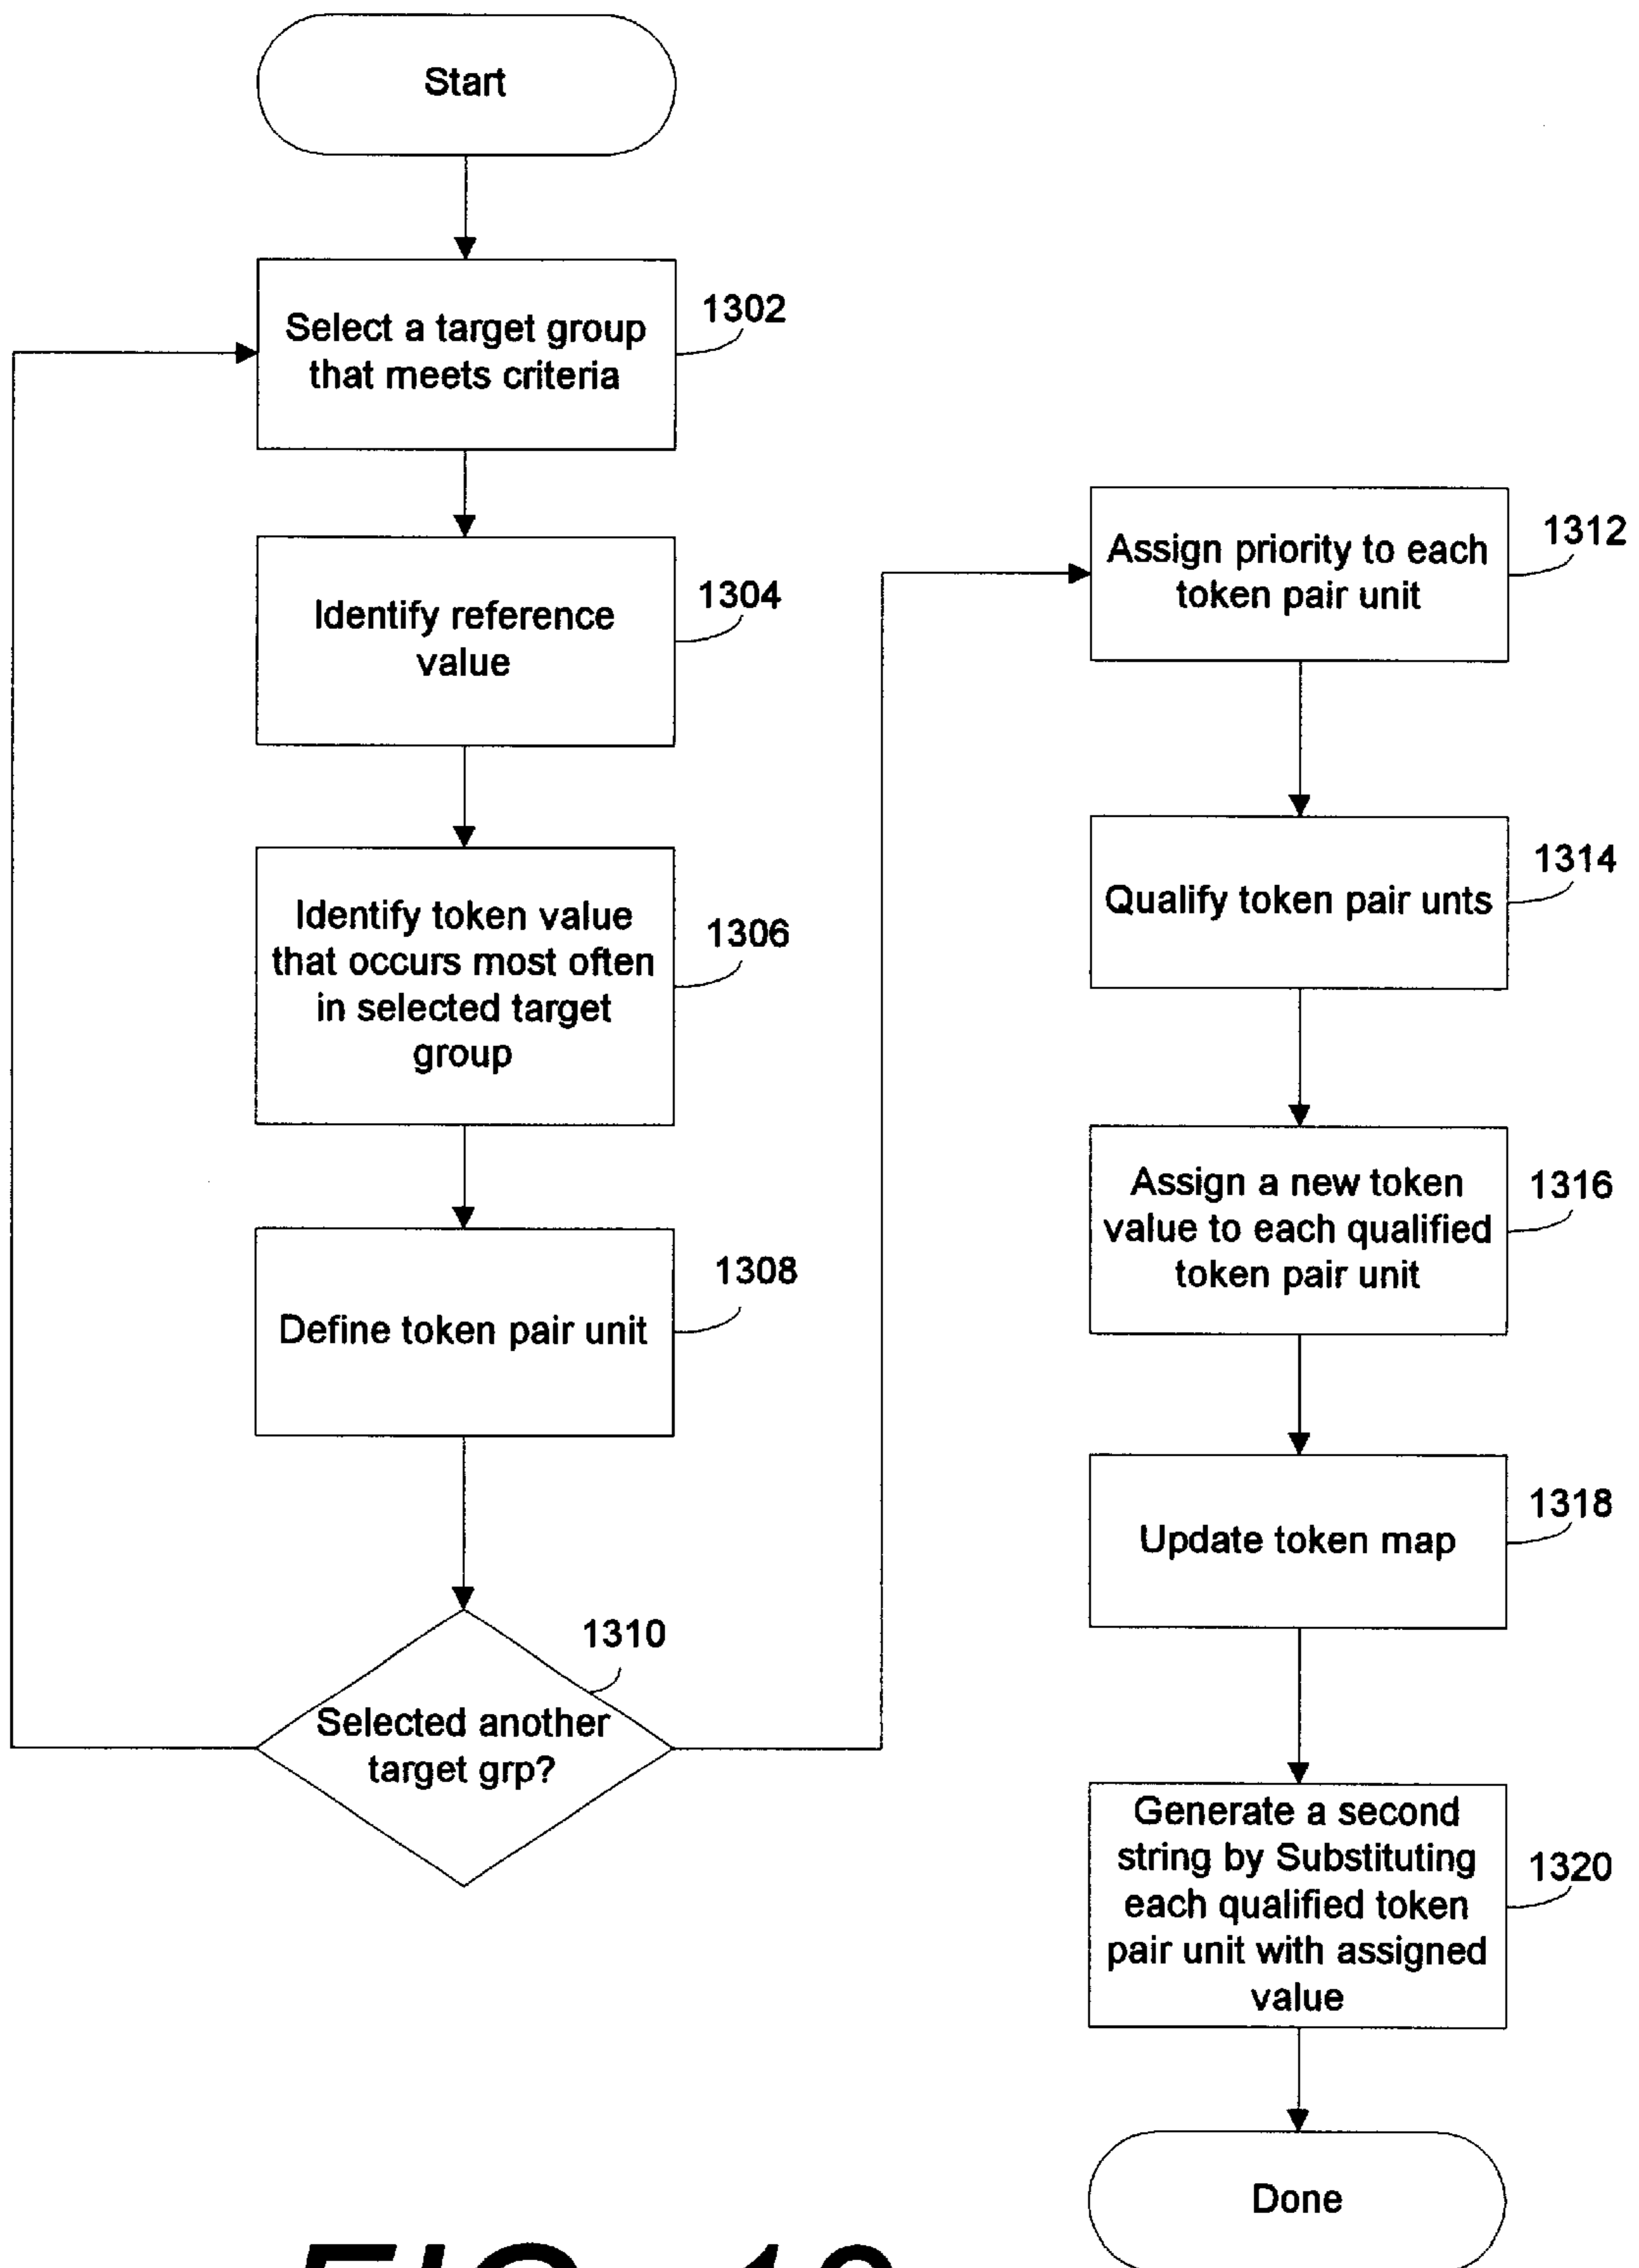 Start
Select a target group
that meets criteria
1302
Identify reference
value
1304
Identify token value
that occurs most often
in selected target
group
1306
Define token pair unit
1308
Selected another
target grp?
1310
Assign priority to each
token pair unit
1312
Qualify token pair unts
1314
Assign a new token
value to each qualified
token pair unit
1316
Update token map
1318
Generate a second
string by Substituting
each qualified token
pair unit with assigned
value
1320
Done